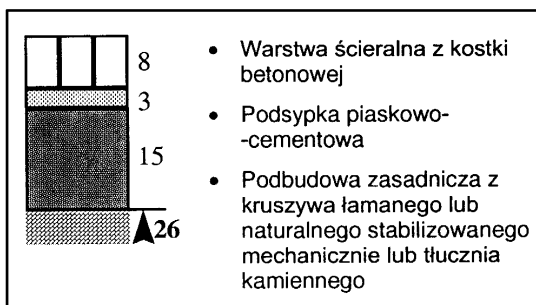 8
3
15
26
• Warstwa ścieralna z kostki
betonowej
• Podsypka piaskowo-
-cementowa
• Podbudowa zasadnicza z
kruszywa łamanego lub
naturalnego stabilizowanego
mechanicznie lub tłucznia
kamiennego